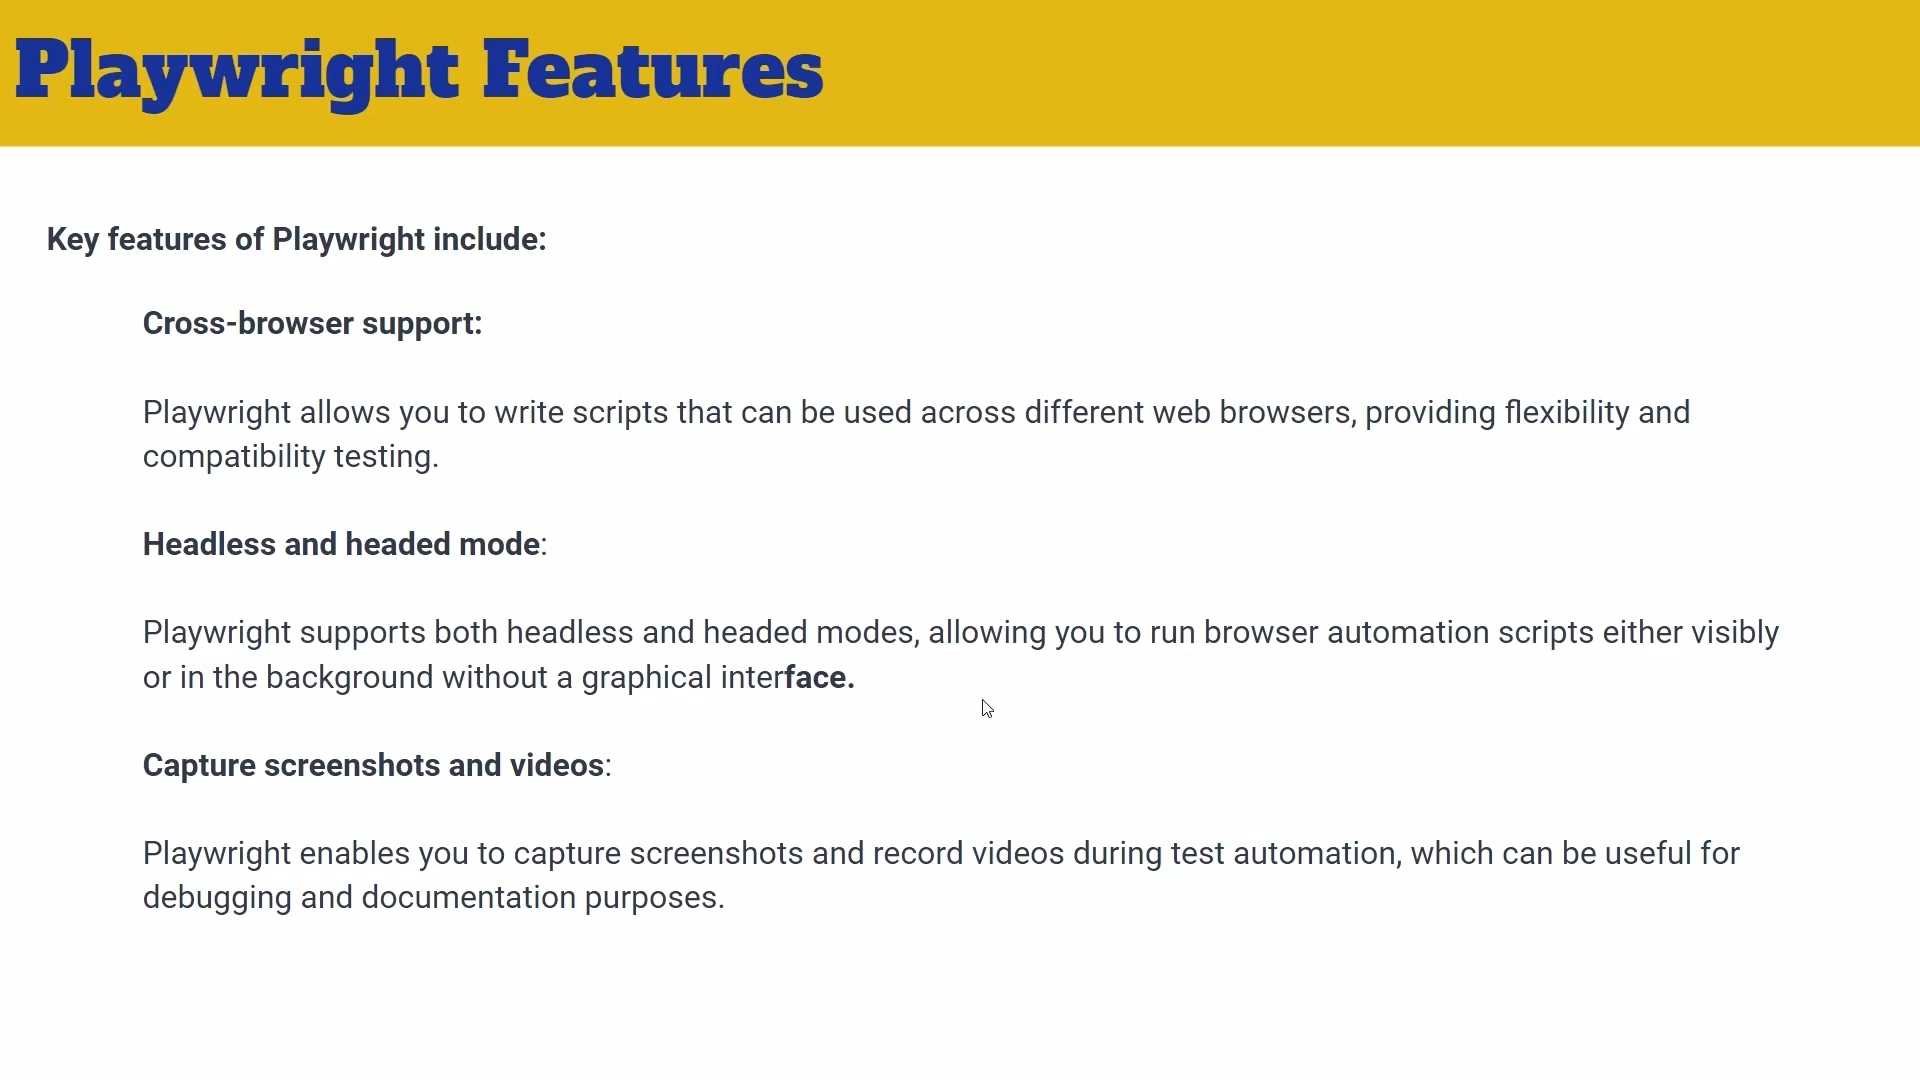 Playwright Features
Key features of Playwright include:
Cross-browser support:
Playwright allows you to write scripts that can be used across different web browsers, providing flexibility and
compatibility testing.
Headless and headed mode:
Playwright supports both headless and headed modes, allowing you to run browser automation scripts either visibly
or in the background without a graphical interface.
Capture screenshots and videos:
Playwright enables you to capture screenshots and record videos during test automation, which can be useful for
debugging and documentation purposes.